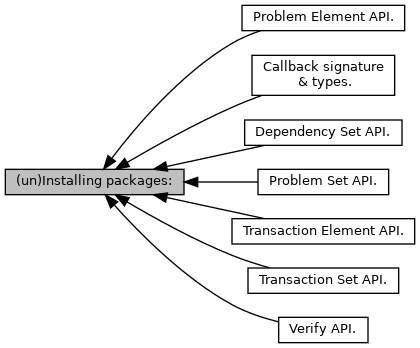 Problem Element API.
Callback signature
& types.
Dependency Set API.
(un)Installing packages:
Problem Set API.
Transaction Element API.
Transaction Set API.
Verify API.